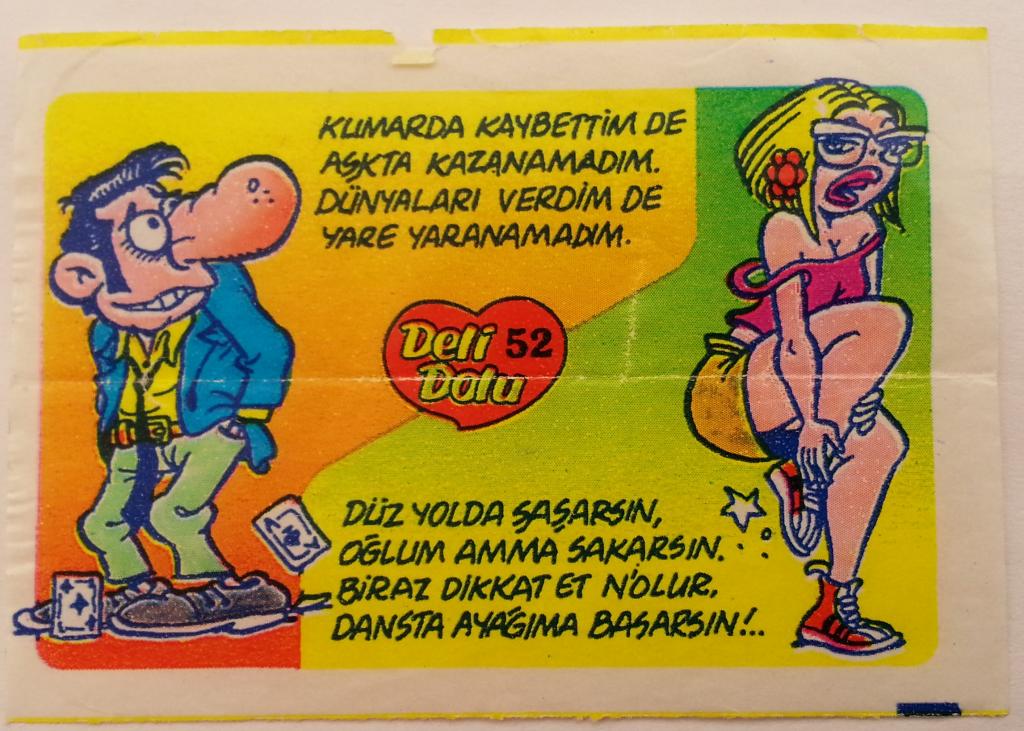 KUMARDA KAYBETTİM DE
AŞKTA KAZANAMADIM.
DÜNYALARI VERDİM DE
YARE YARANAMADIM.
Deli 52
Dolu
DÜZ YOLDA ŞAŞARSIN,
OĞLUM AMMA SAKARSIN.
BİRAZ DİKKAT ET N'OLUR,
DANSTA AYAĞIMA BASARSIN!..